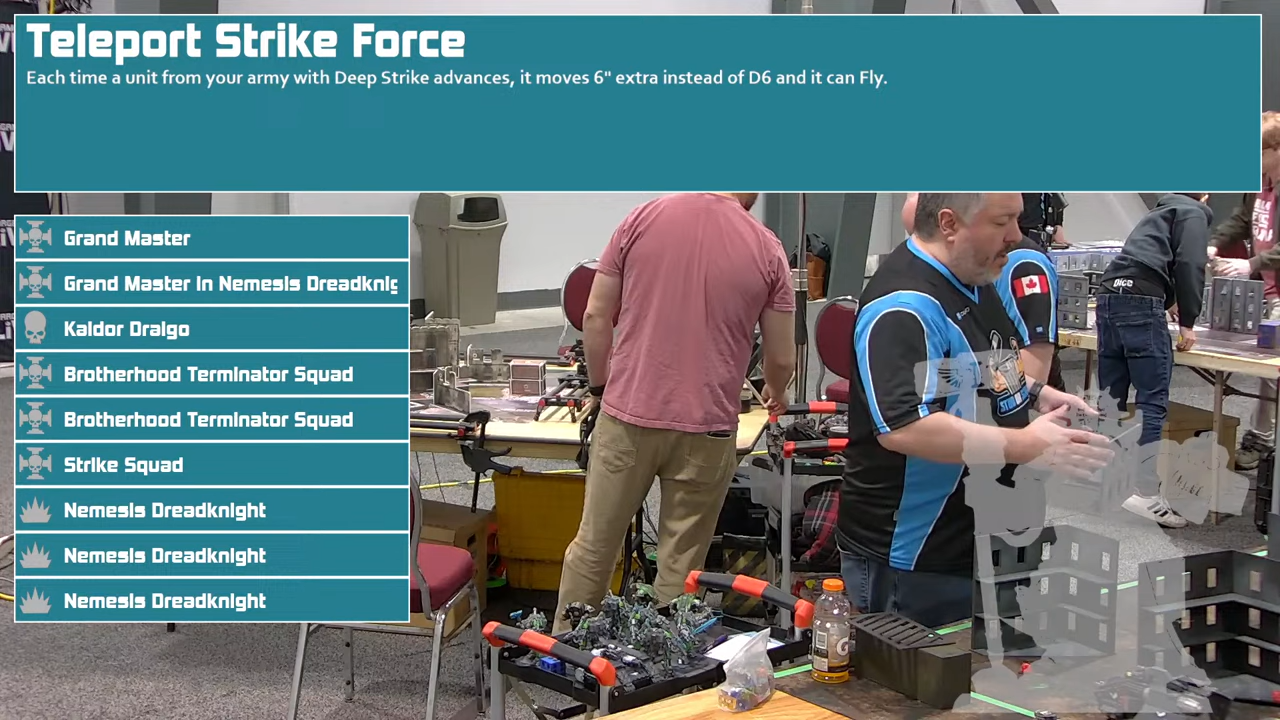 Teleport Strike Force
Each time a unit from your army with Deep Strike advances, it moves 6" extra instead of D6 and it can Fly.
Grand Master
Grand Master in Nemesis Dreadknig
Kaldor Draigo
Brotherhood Terminator Squad
Brotherhood Terminator Squad
Strike Squad
Nemesis Dreadknight
Nemesis Dreadknight
Nemesis Dreadknight
Dice
G